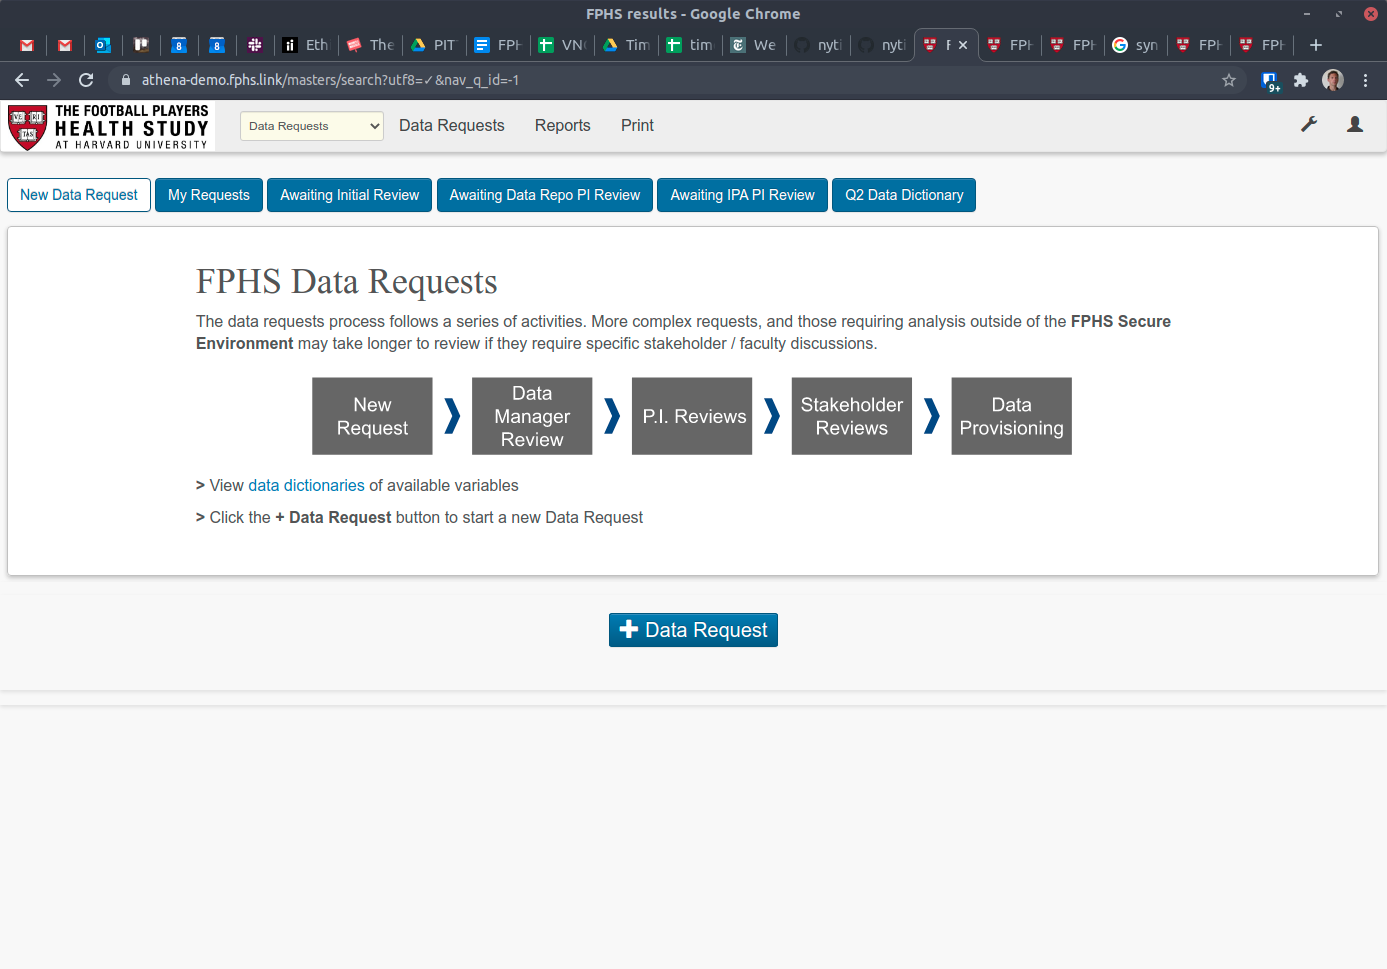 FPHS results - Google Chrome
Eth The PIT FPH VN Tim tim We nyti nyti F FPH FPH syn FPH FPH
athena-demo.fphs.link/masters/search?utf8=✓&nav_q_id=-1
9+
THE FOOTBALL PLAYERS
HEALTH STUDY
AT HARVARD UNIVERSITY
VE RI
TAS
Data Requests Data Requests Reports Print
New Data Request My Requests Awaiting Initial Review Awaiting Data Repo PI Review Awaiting IPA PI Review Q2 Data Dictionary
FPHS Data Requests
The data requests process follows a series of activities. More complex requests, and those requiring analysis outside of the FPHS Secure
Environment may take longer to review if they require specific stakeholder / faculty discussions.
New
Request
Data
Manager
Review
P.I. Reviews
Stakeholder
Reviews
Data
Provisioning
> View data dictionaries of available variables
> Click the + Data Request button to start a new Data Request
+ Data Request